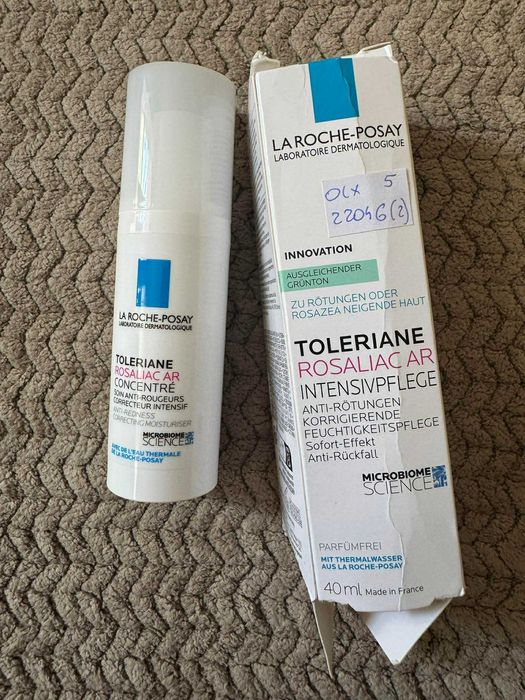 LA ROCHE-POSAY
LABORATOIRE DERMATOLOGIQUE
TOLERIANE
ROSALIAC AR
CONCENTRÉ
SOIN ANTI-ROUGEURS
CORRECTEUR INTENSIF
ANTI-REDNESS
CORRECTING MOISTURISER
MICROBIOME
SCIENCE
AVEC DE L'EAU THERMALE
DE LA ROCHE-POSAY
LA ROCHE-POSAY
LABORATOIRE DERMATOLOGIQUE
OLX 5
22046(2)
INNOVATION
AUSGLEICHENDER
GRÜNTON
ZU RÖTUNGEN ODER
ROSAZEA NEIGENDE HAUT
TOLERIANE
ROSALIAC AR
INTENSIVPFLEGE
ANTI-RÖTUNGEN
KORRIGIERENDE
FEUCHTIGKEITSPFLEGE
Sofort-Effekt
Anti-Rückfall
MICROBIOME
SCIENCE
PARFÜMFREI
MIT THERMALWASSER
AUS LA ROCHE-POSAY
40ml Made in France